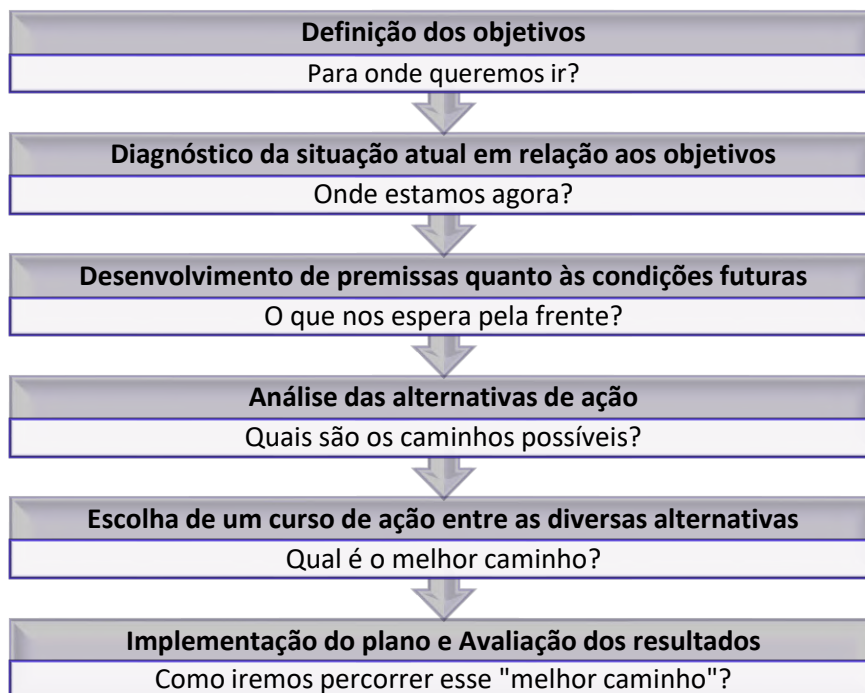 Definição dos objetivos
Para onde queremos ir?
Diagnóstico da situação atual em relação aos objetivos
Onde estamos agora?
Desenvolvimento de premissas quanto às condições futuras
O que nos espera pela frente?
Análise das alternativas de ação
Quais são os caminhos possíveis?
Escolha de um curso de ação entre as diversas alternativas
Qual é o melhor caminho?
Implementação do plano e Avaliação dos resultados
Como iremos percorrer esse "melhor caminho"?